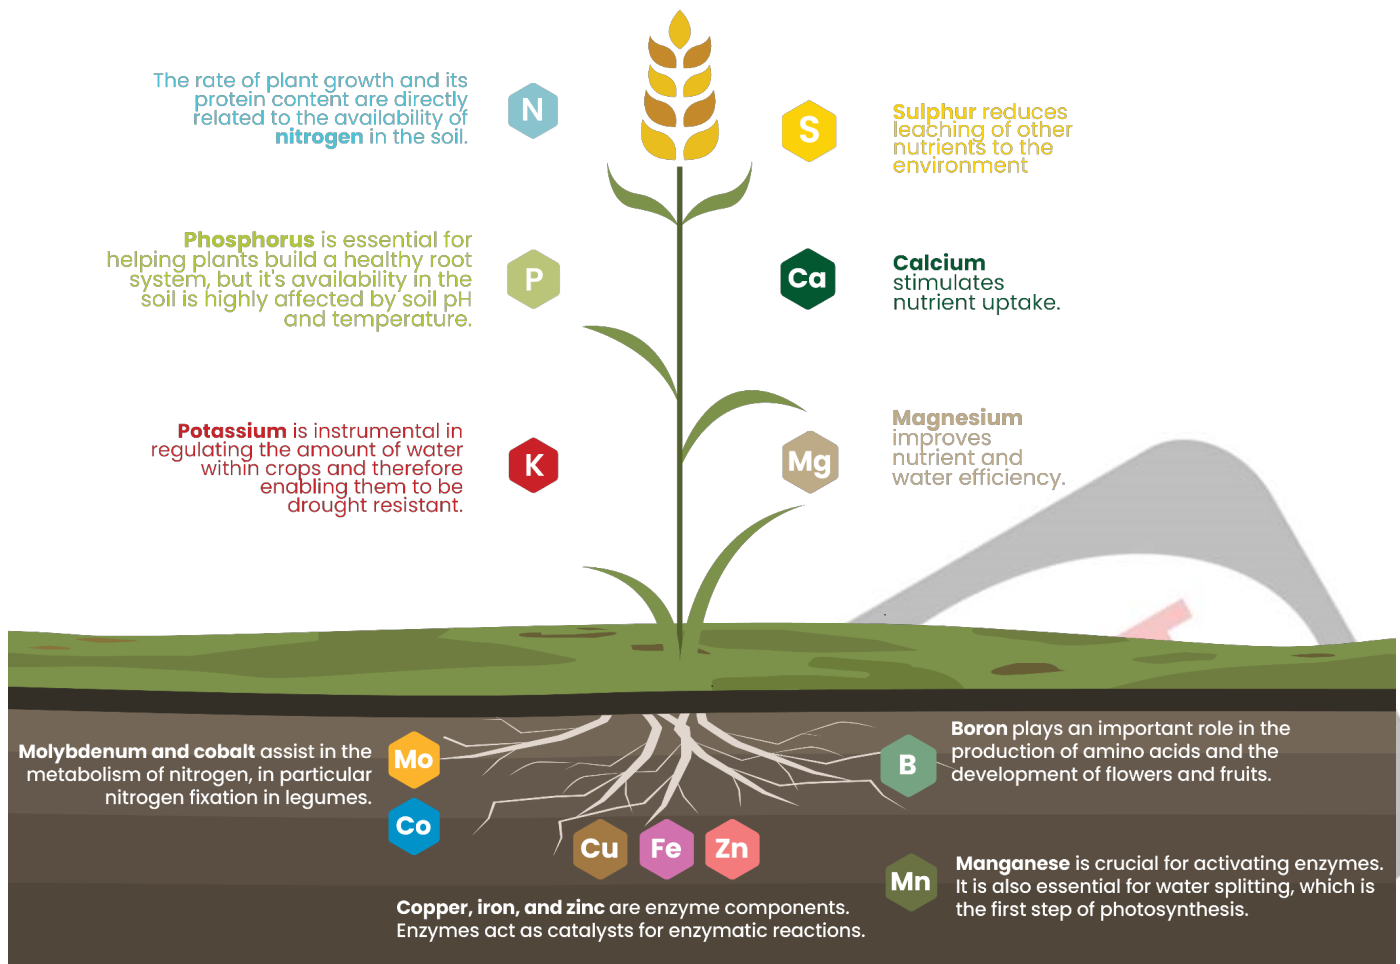 The rate of plant growth and its
protein content are directly
related to the availability of
nitrogen in the soil.
N
S
Sulphur reduces
leaching of other
nutrients to the
environment
Phosphorus is essential for
helping plants build a healthy root
system, but it's availability in the
soil is highly affected by soil pH
and temperature.
P
Ca
Calcium
stimulates
nutrient uptake.
Potassium is instrumental in
regulating the amount of water
within crops and therefore
enabling them to be
drought resistant.
K
Mg
Magnesium
improves
nutrient and
water efficiency.
Molybdenum and cobalt assist in the
metabolism of nitrogen, in particular
nitrogen fixation in legumes.
Mo
Co
Cu
Fe
Zn
Copper, iron, and zinc are enzyme components.
Enzymes act as catalysts for enzymatic reactions.
B
Boron plays an important role in the
production of amino acids and the
development of flowers and fruits.
Mn
Manganese is crucial for activating enzymes.
It is also essential for water splitting, which is
the first step of photosynthesis.